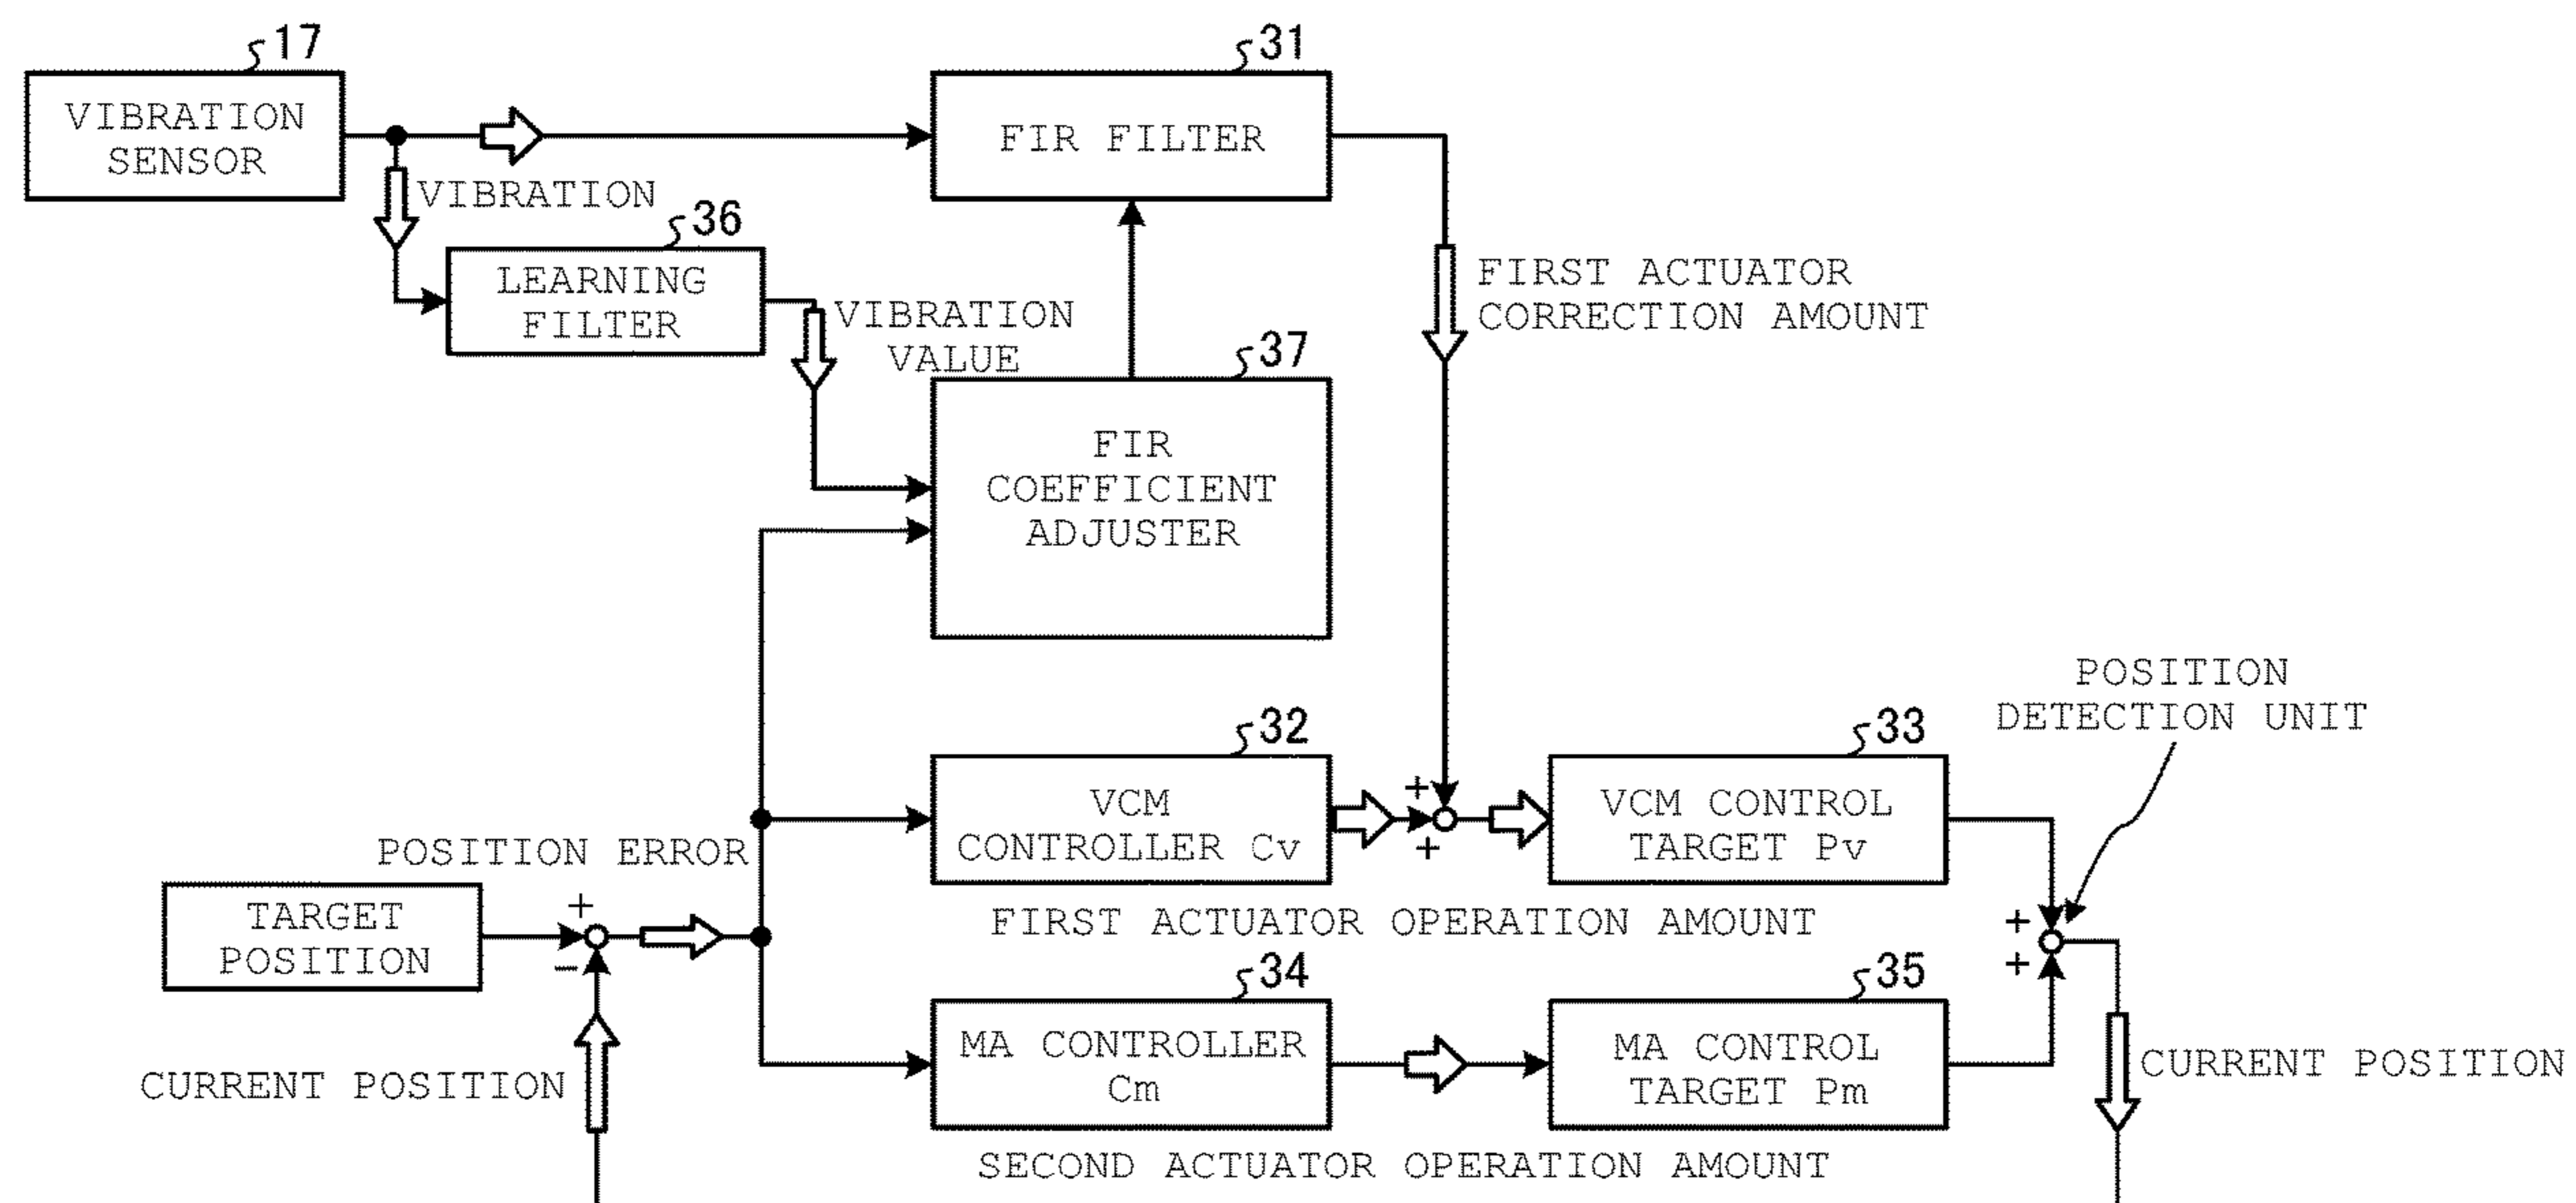 17
31
VIBRATION
SENSOR
FIR FILTER
VIBRATION
36
LEARNING
FILTER
VIBRATION
VALUE
FIRST ACTUATOR
CORRECTION AMOUNT
37
FIR
COEFFICIENT
ADJUSTER
POSITION
DETECTION UNIT
32
33
VCM
CONTROLLER Cv
+
+
VCM CONTROL
TARGET Pv
POSITION ERROR
TARGET
POSITION
+
-
FIRST ACTUATOR OPERATION AMOUNT
+
+
34
35
MA CONTROLLER
Cm
MA CONTROL
TARGET Pm
CURRENT POSITION
CURRENT POSITION
SECOND ACTUATOR OPERATION AMOUNT